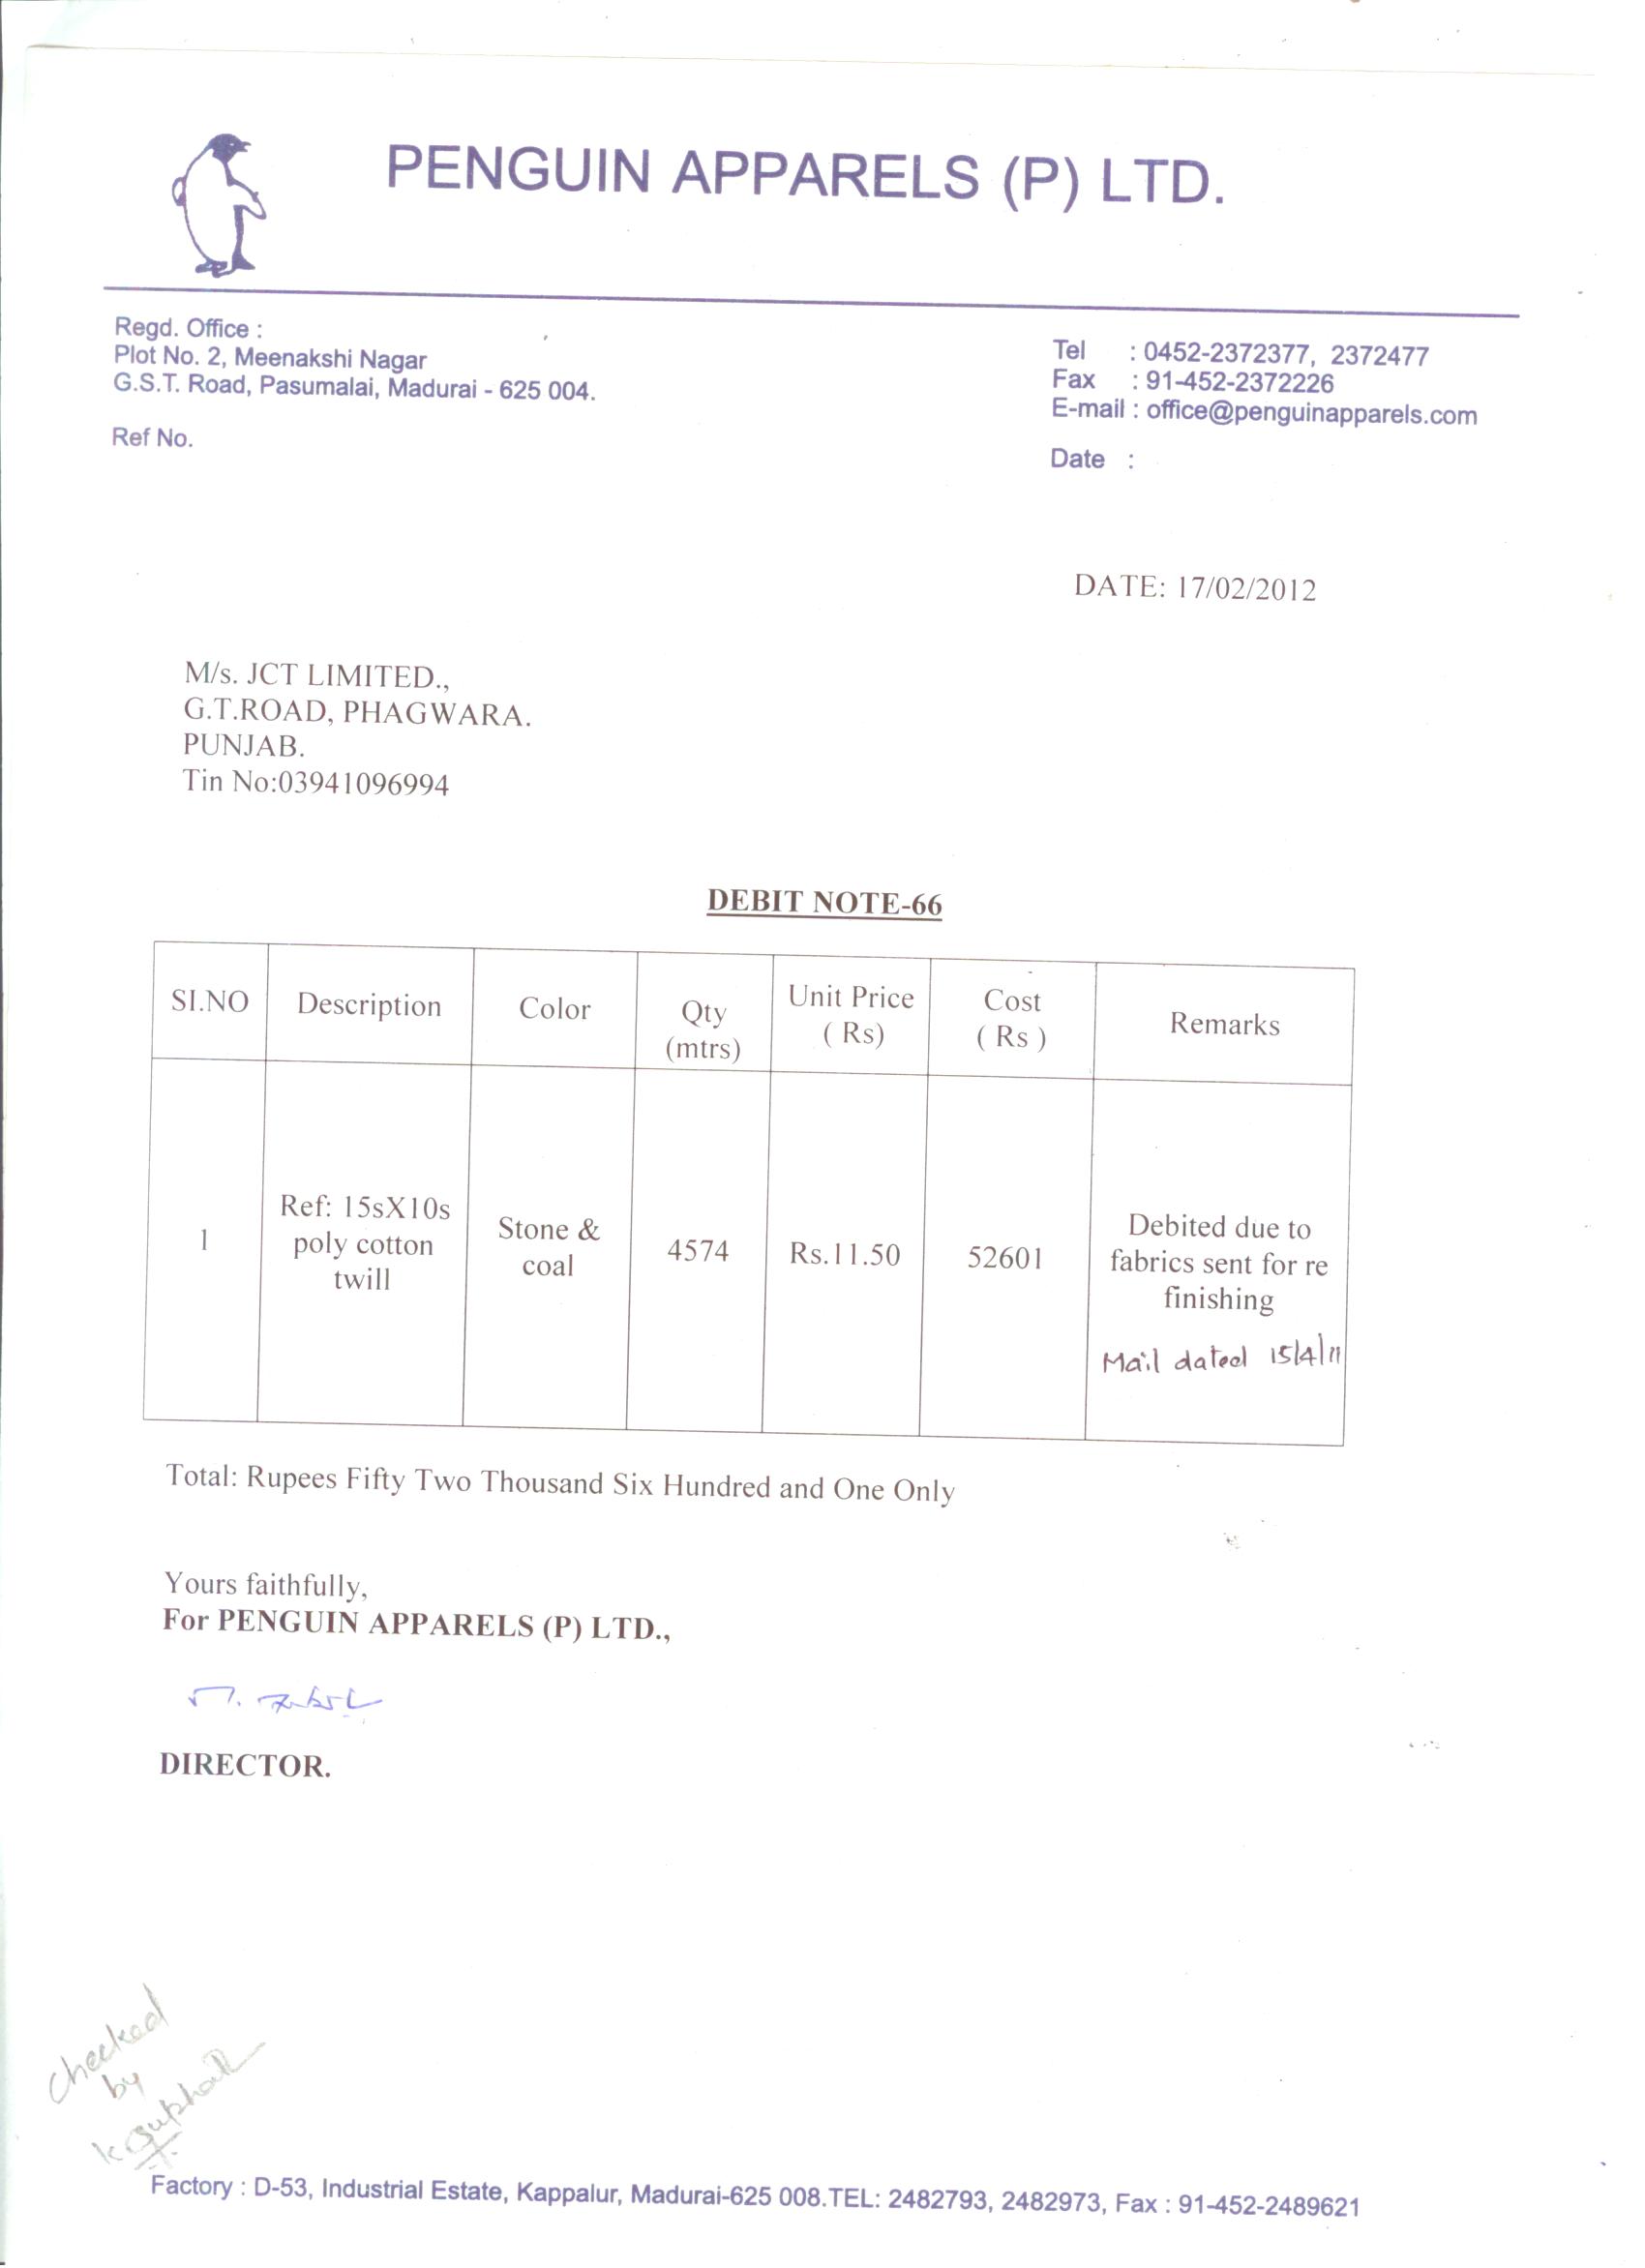 PENGUIN APPARELS (P) LTD.
Regd. Office :
Plot No. 2, Meenakshi Nagar
G.S.T. Road, Pasumalai, Madurai - 625 004.
Ref No.
Tel : 0452-2372377, 2372477
Fax : 91-452-2372226
E-mail : office@penguinapparels.com
Date :
DATE: 17/02/2012
M/s. JCT LIMITED.,
G.T.ROAD, PHAGWARA.
PUNJAB.
Tin No:03941096994
DEBIT NOTE-66
SI.NO
Description
Color
Qty
(mtrs)
Unit Price
( Rs)
Cost
( Rs )
Remarks
1
Ref: 15sX10s
poly cotton
twill
Stone &
coal
4574
Rs.11.50
52601
Debited due to
fabrics sent for re
finishing
Mail dated 15/4/11
Total: Rupees Fifty Two Thousand Six Hundred and One Only
Yours faithfully,
For PENGUIN APPARELS (P) LTD.,
DIRECTOR.
checked
by
Factory : D-53, Industrial Estate, Kappalur, Madurai-625 008.TEL: 2482793, 2482973, Fax : 91-452-2489621